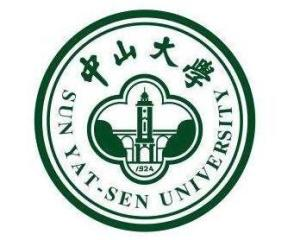 中山大學
SUN YAT-SEN UNIVERSITY
1924